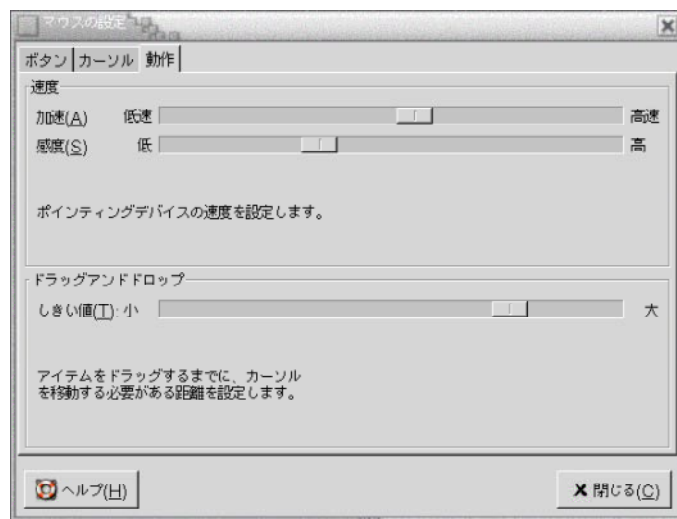 マウスの設定
ボタン カーソル 動作
速度
加速(A) 低速 高速
感度(S) 低 高
ポインティングデバイスの速度を設定します。
ドラッグアンドドロップ
しきい値(T): 小 大
アイテムをドラッグするまでに、カーソル
を移動する必要がある距離を設定します。
ヘルプ(H) 閉じる(C)